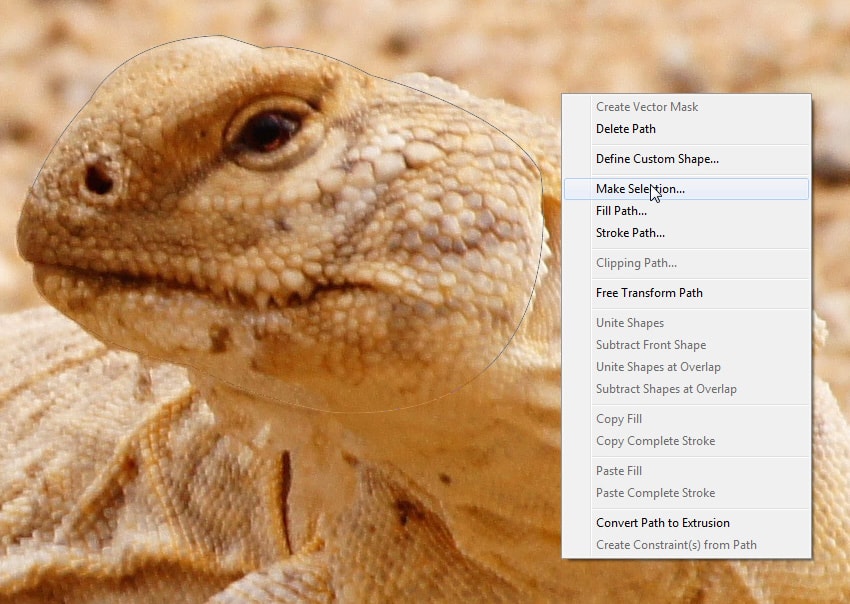 Create Vector Mask
Delete Path
Define Custom Shape...
Make Selection...
Fill Path...
Stroke Path...
Clipping Path...
Free Transform Path
Unite Shapes
Subtract Front Shape
Unite Shapes at Overlap
Subtract Shapes at Overlap
Copy Fill
Copy Complete Stroke
Paste Fill
Paste Complete Stroke
Convert Path to Extrusion
Create Constraint(s) from Path